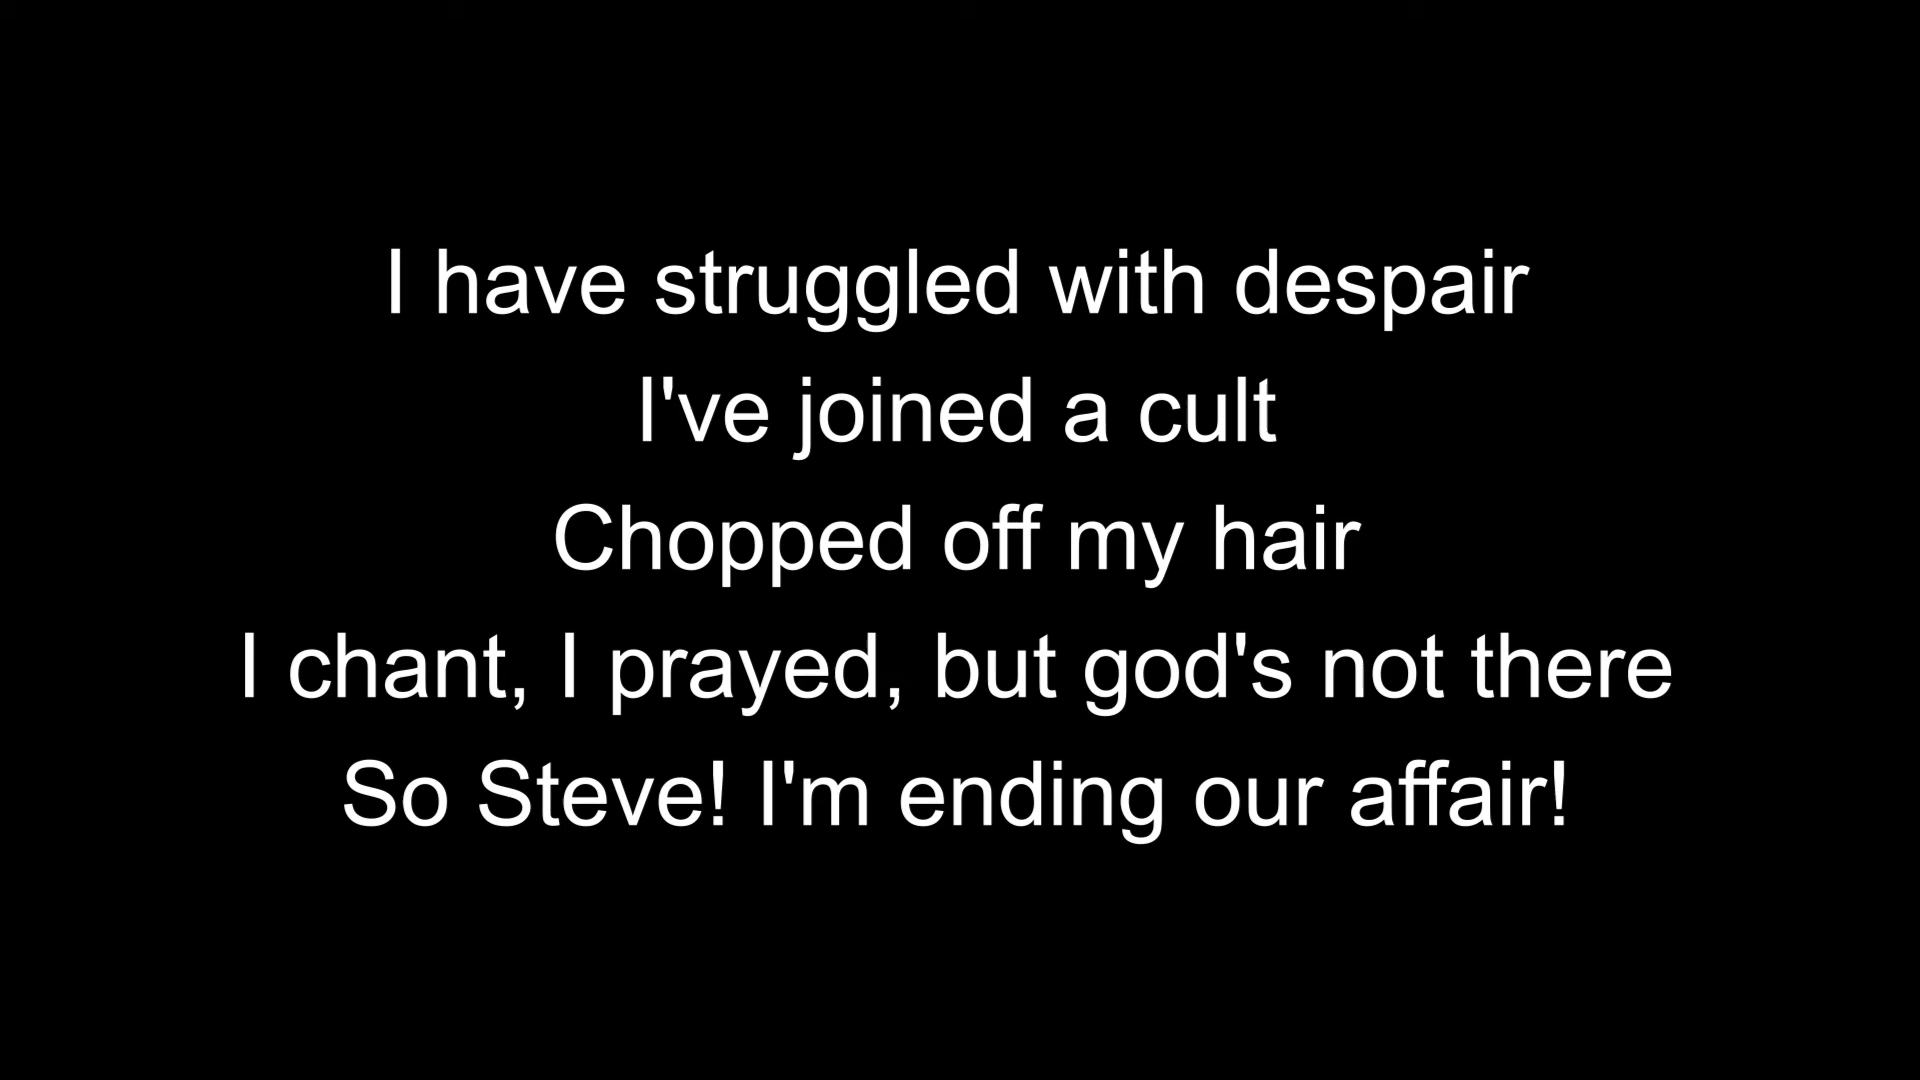 I have struggled with despair
I've joined a cult
Chopped off my hair
I chant, I prayed, but god's not there
So Steve! I'm ending our affair!